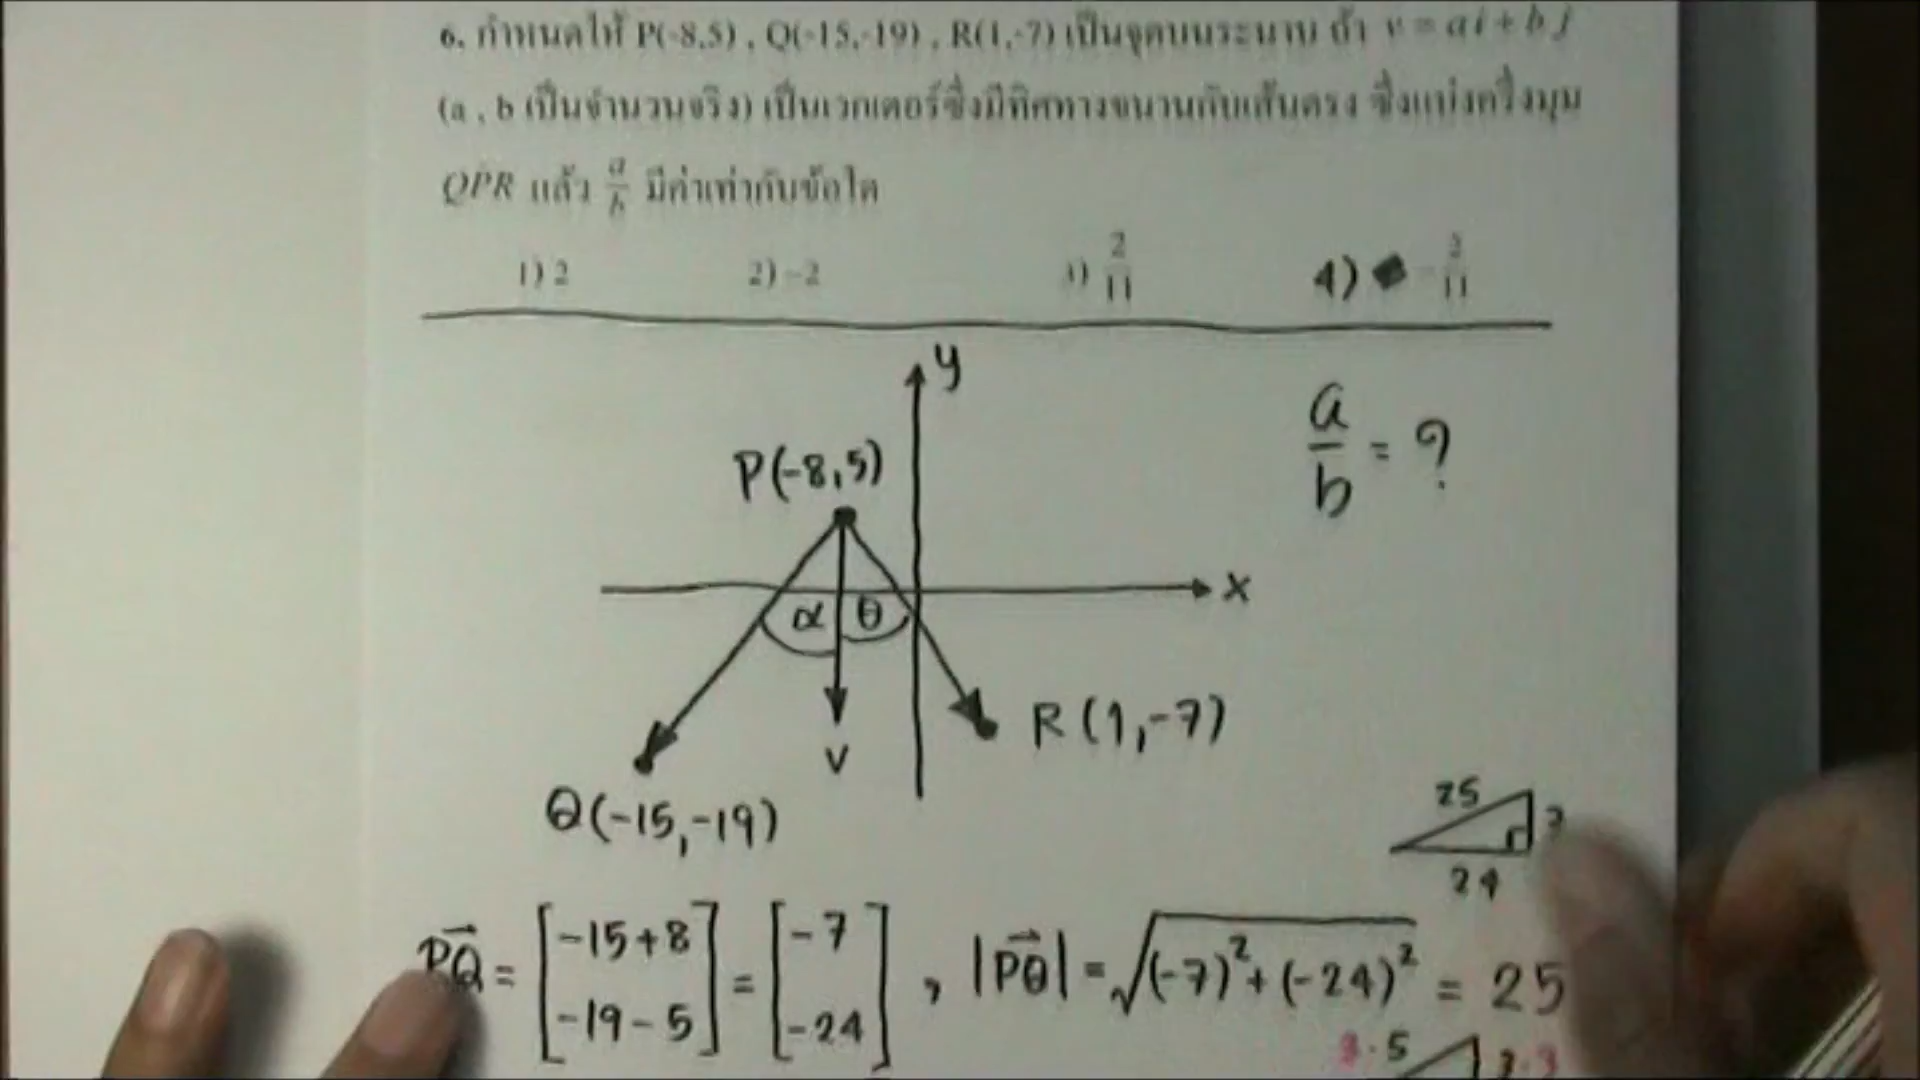 6. กำหนดให้ P(-8,5) , Q(-15,-19) , R(1,-7) เป็นจุดบนระนาบ ถ้า v = ai + bj
(a , b เป็นจำนวนจริง) เป็นเวกเตอร์ซึ่งมีทิศทางขนานกับเส้นตรง ซึ่งแบ่งครึ่งมุม
QPR แล้ว a/b มีค่าเท่ากับข้อใด
1) 2 2) -2 3) 2/11 4) -2/11
y
a/b = ?
P(-8,5)
x
α θ
R(1,-7)
v
Q(-15,-19)
25
24
PQ = [-15+8 -19-5] = [-7 -24] , |PQ| = √(-7)²+(-24)² = 25
3·5 3·3